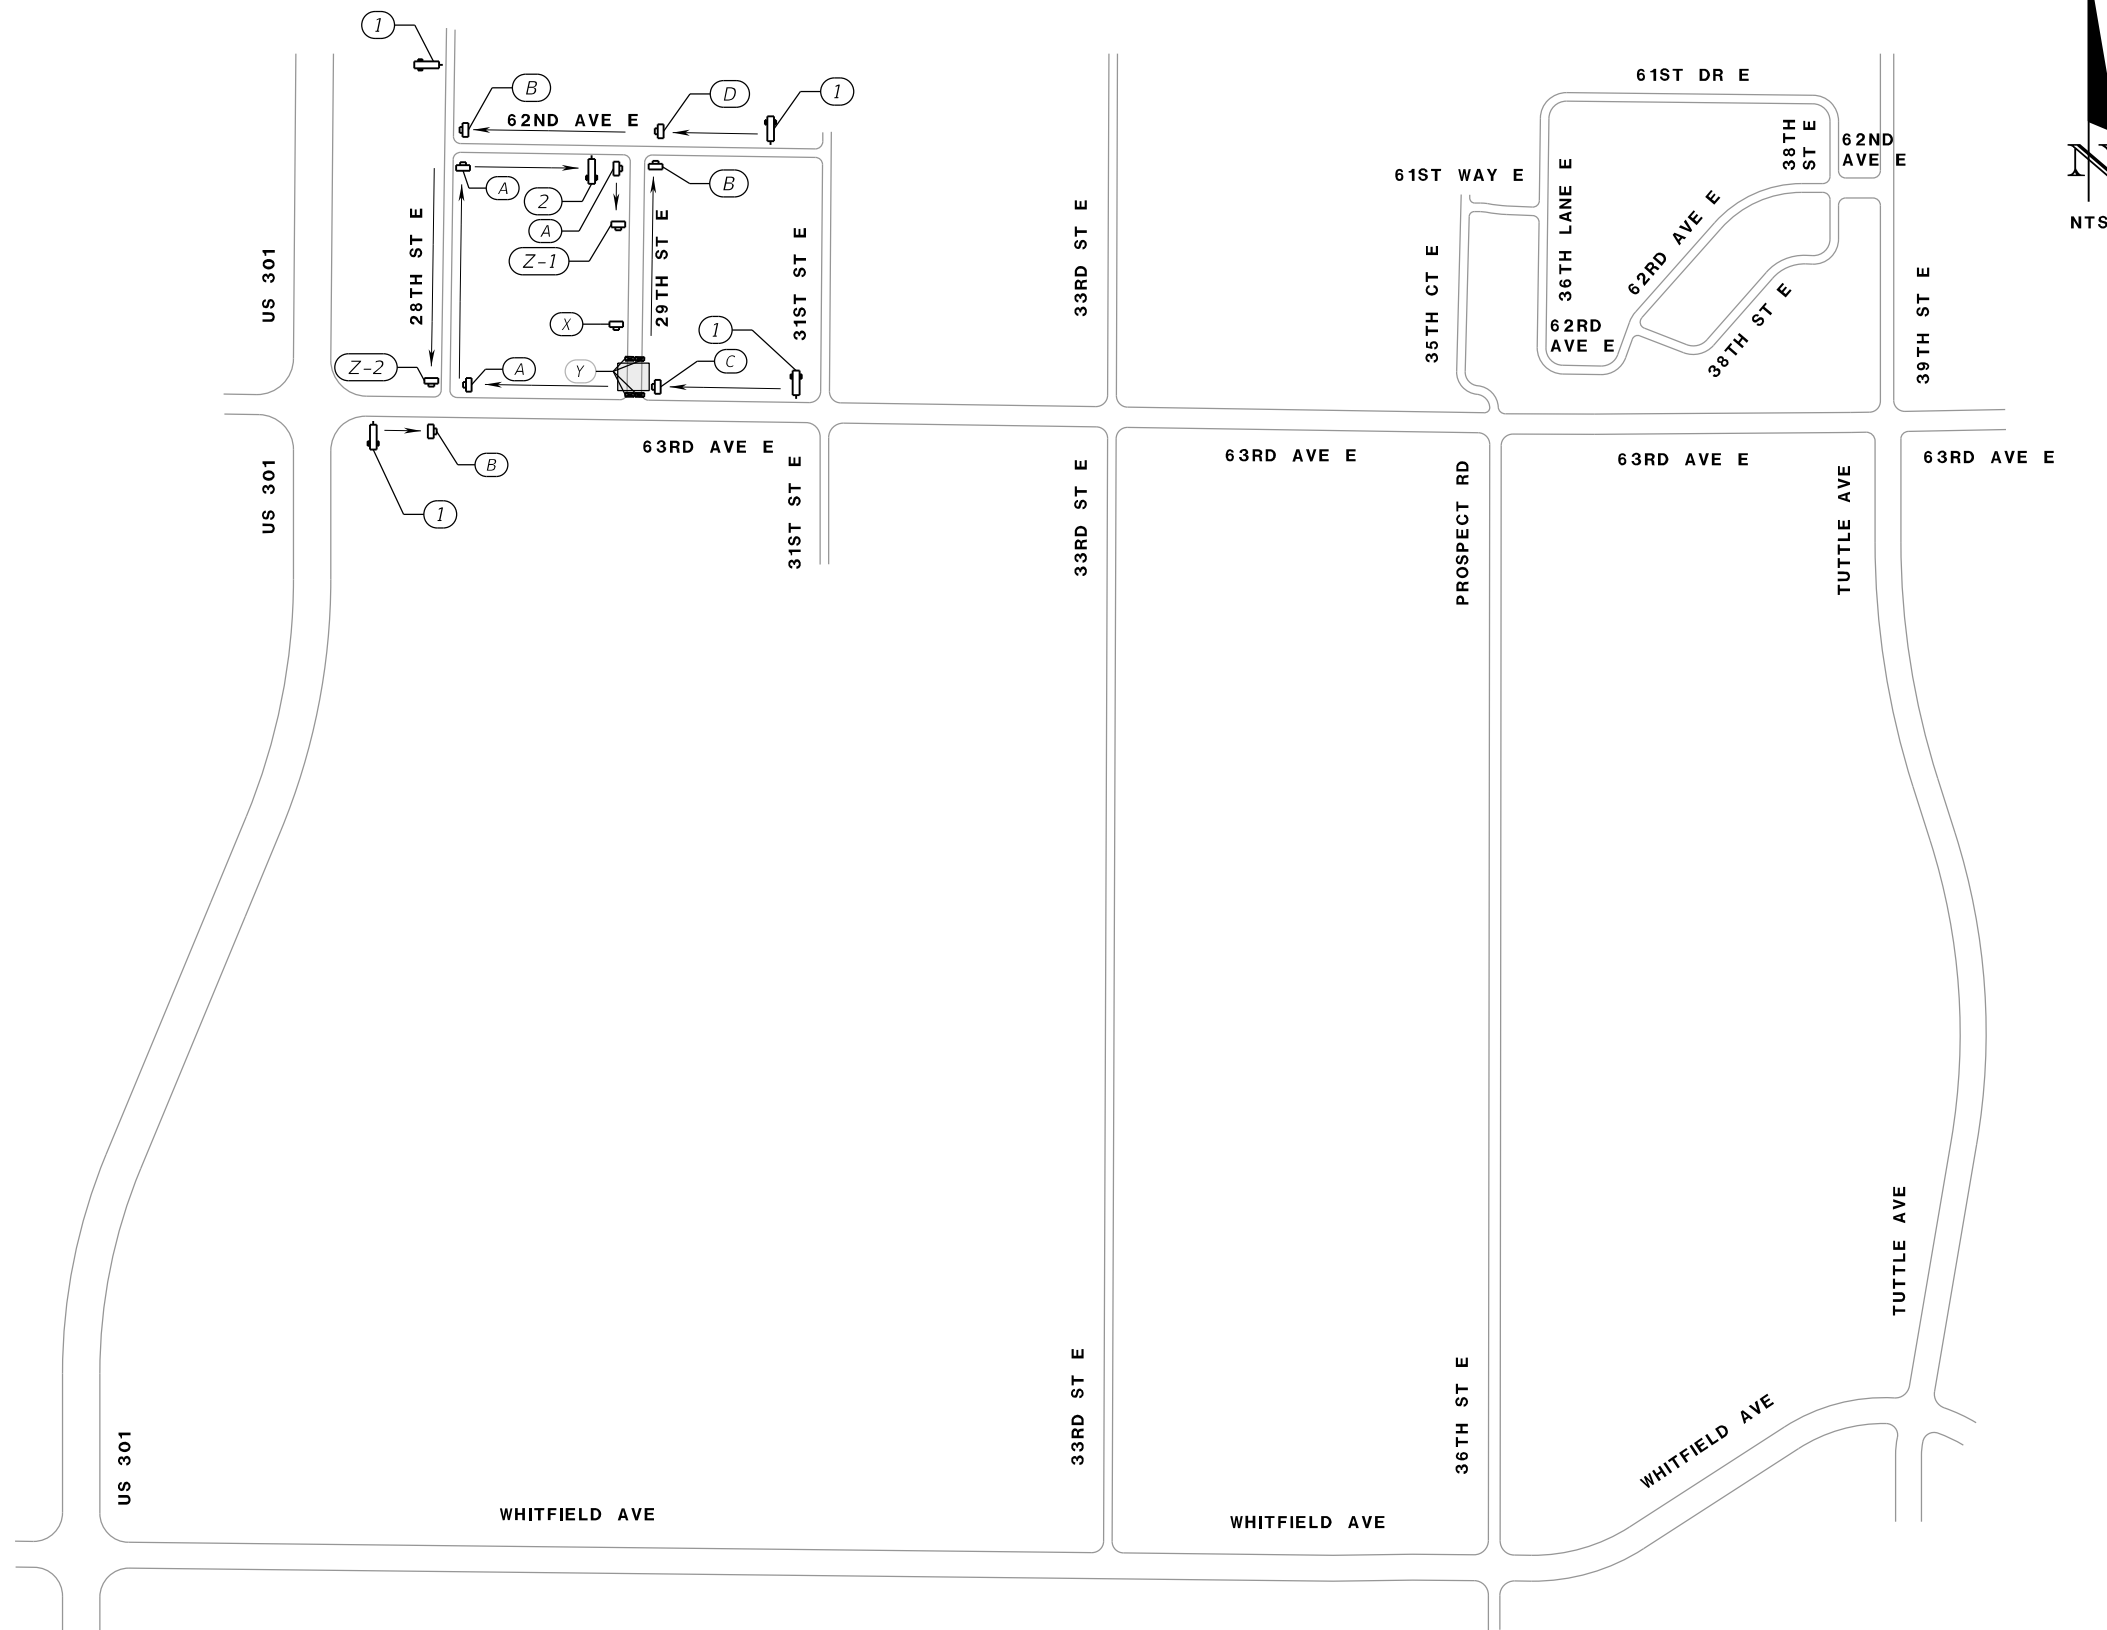 1
61ST DR E
B
D
1
62ND AVE E
38TH
ST E
62ND
AVE E
61ST WAY E
A
B
2
A
Z-1
NTS
28TH ST E
29TH ST E
31ST ST E
33RD ST E
35TH CT E
36TH LANE E
62RD AVE E
US 301
39TH ST E
X
1
62RD
AVE E
38TH ST E
Z-2
A
Y
C
63RD AVE E
63RD AVE E
63RD AVE E
63RD AVE E
B
US 301
31ST ST E
33RD ST E
PROSPECT RD
TUTTLE AVE
1
TUTTLE AVE
33RD ST E
36TH ST E
WHITFIELD AVE
US 301
WHITFIELD AVE
WHITFIELD AVE